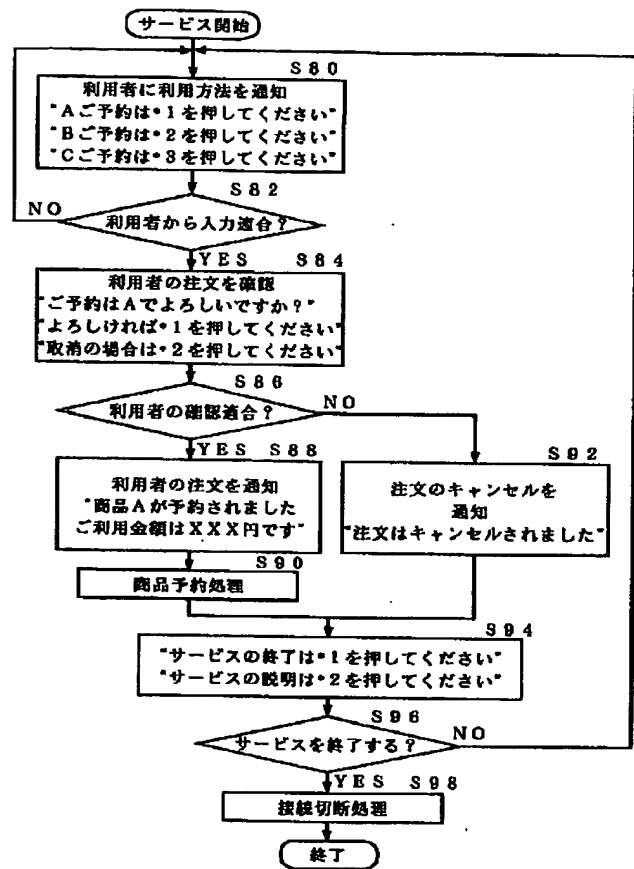 サービス開始
S80
利用者に利用方法を通知
"Aご予約は*1を押してください"
"Bご予約は*2を押してください"
"Cご予約は*3を押してください"
S82
NO
利用者から入力適合?
YES S84
利用者の注文を確認
"ご予約はAでよろしいですか?"
"よろしければ*1を押してください"
"取消の場合は*2を押してください"
S86
NO
利用者の確認適合?
YES S88
利用者の注文を通知
"商品Aが予約されました
ご利用金額はXXX円です"
S92
注文のキャンセルを
通知
"注文はキャンセルされました"
S90
商品予約処理
S94
"サービスの終了は*1を押してください"
"サービスの説明は*2を押してください"
S96
NO
サービスを終了する?
YES S98
接続切断処理
終了